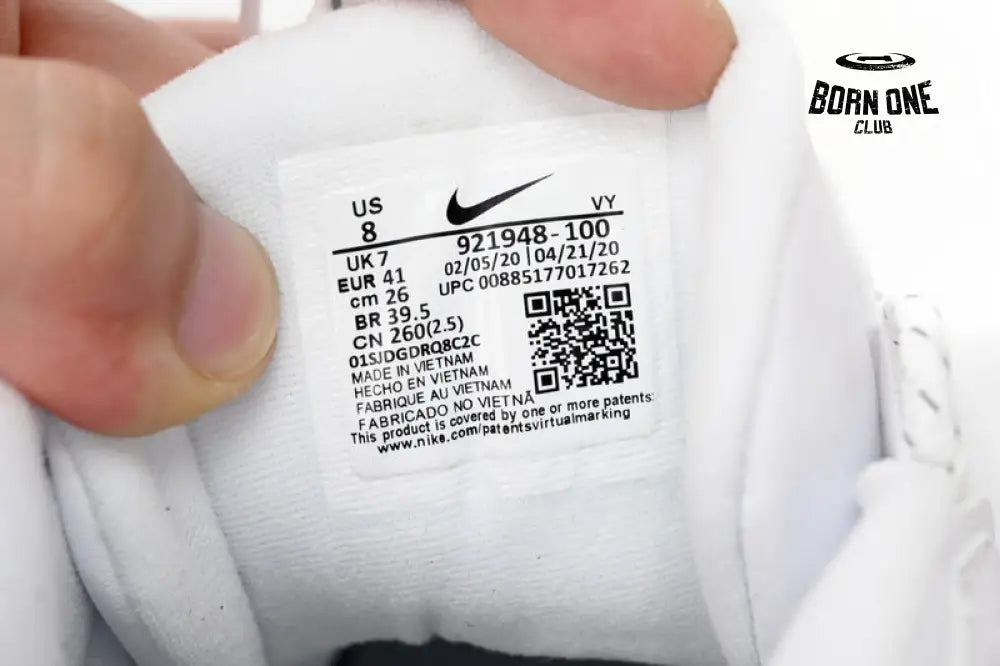 BORN ONE
CLUB
US
8
VY
921948-100
UK 7
02/05/20 | 04/21/20
EUR 41
UPC 00885177017262
cm 26
BR 39.5
CN 260(2.5)
01SJDGDRQ8C2C
MADE IN VIETNAM
HECHO EN VIETNAM
FABRIQUE AU VIETNAM
FABRICADO NO VIETNÃ
This product is covered by one or more patents:
www.nike.com/patentsvirtualmarking